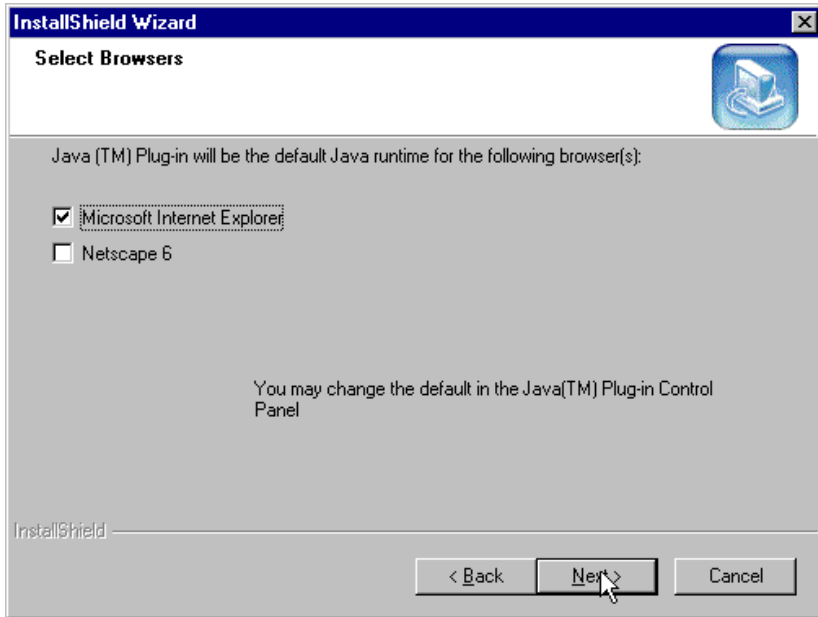 InstallShield Wizard
Select Browsers
Java (TM) Plug-in will be the default Java runtime for the following browser(s):
Microsoft Internet Explorer
Netscape 6
You may change the default in the Java(TM) Plug-in Control
Panel
InstallShield
< Back Next > Cancel